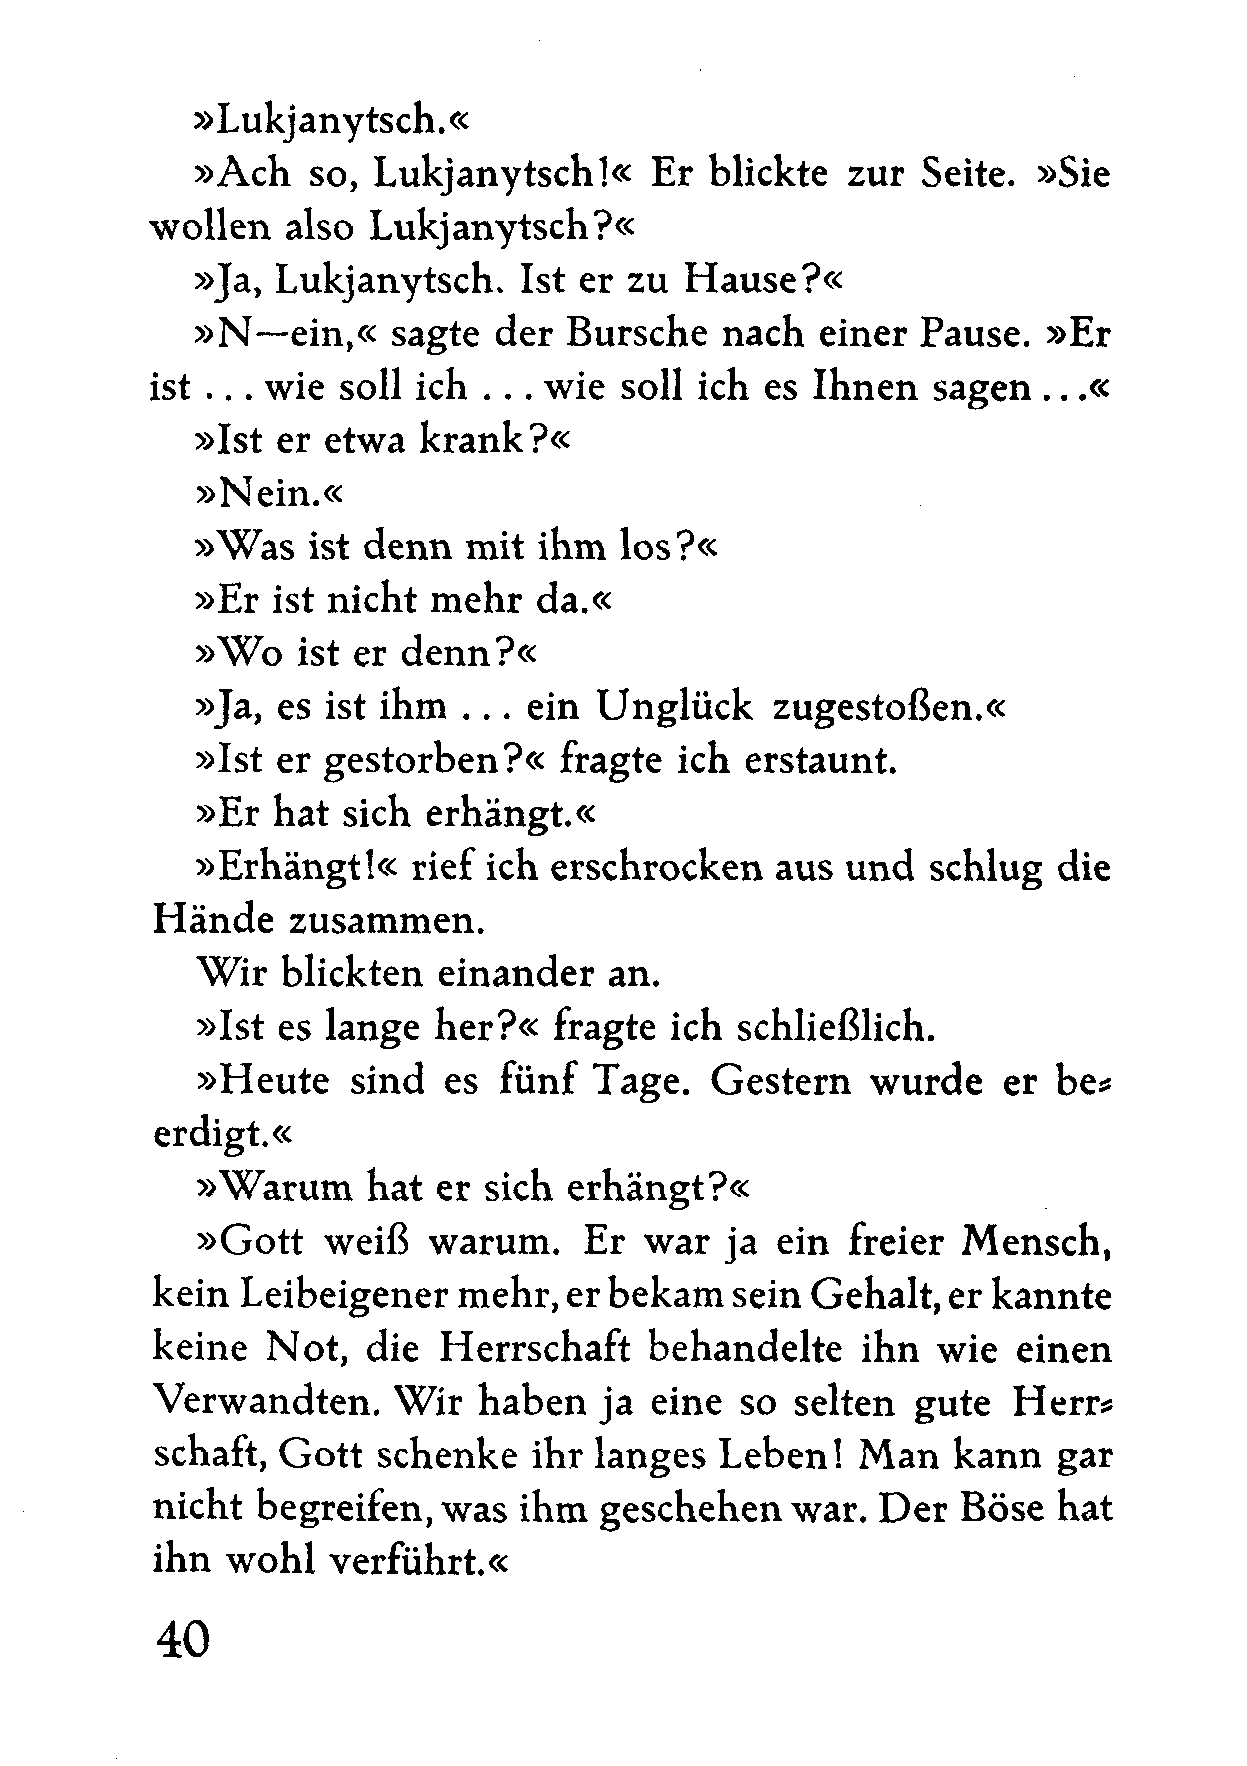 »Lukjanytsch.«
»Ach so, Lukjanytsch!« Er blickte zur Seite. »Sie
wollen also Lukjanytsch?«
»Ja, Lukjanytsch. Ist er zu Hause?«
»N—ein,« sagte der Bursche nach einer Pause. »Er
ist ... wie soll ich ... wie soll ich es Ihnen sagen ...«
»Ist er etwa krank?«
»Nein.«
»Was ist denn mit ihm los?«
»Er ist nicht mehr da.«
»Wo ist er denn?«
»Ja, es ist ihm ... ein Unglück zugestoßen.«
»Ist er gestorben?« fragte ich erstaunt.
»Er hat sich erhängt.«
»Erhängt!« rief ich erschrocken aus und schlug die
Hände zusammen.
Wir blickten einander an.
»Ist es lange her?« fragte ich schließlich.
»Heute sind es fünf Tage. Gestern wurde er be⸗
erdigt.«
»Warum hat er sich erhängt?«
»Gott weiß warum. Er war ja ein freier Mensch,
kein Leibeigener mehr, er bekam sein Gehalt, er kannte
keine Not, die Herrschaft behandelte ihn wie einen
Verwandten. Wir haben ja eine so selten gute Herr⸗
schaft, Gott schenke ihr langes Leben! Man kann gar
nicht begreifen, was ihm geschehen war. Der Böse hat
ihn wohl verführt.«
40